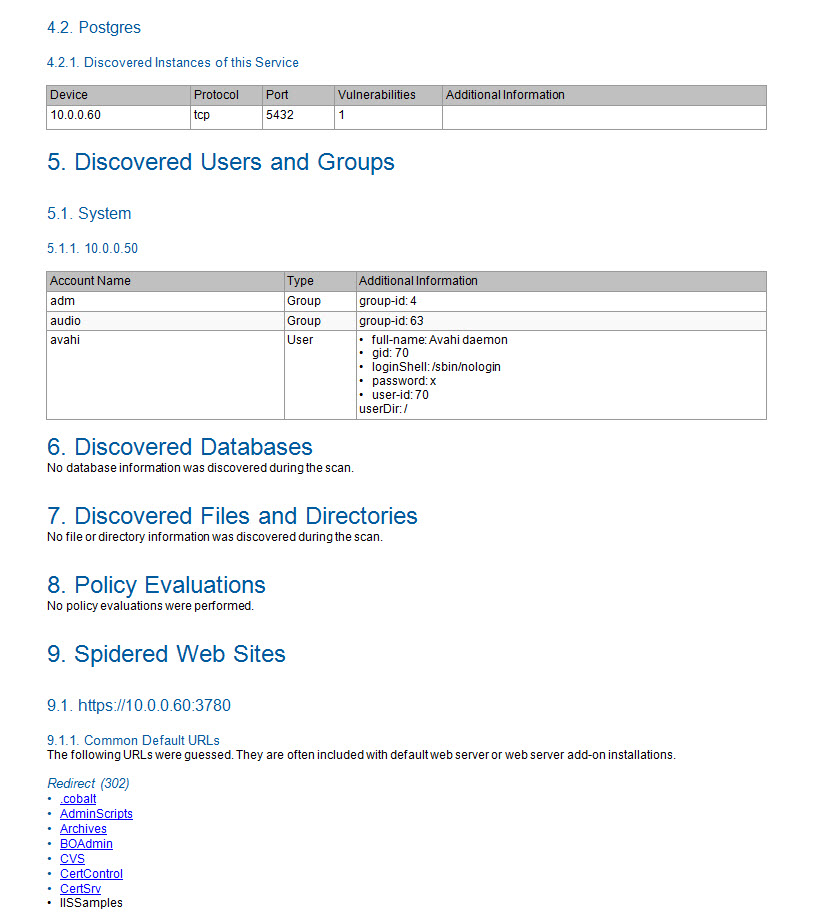 4.2. Postgres
4.2.1. Discovered Instances of this Service
Device Protocol Port Vulnerabilities Additional Information
10.0.0.60 tcp 5432 1
5. Discovered Users and Groups
5.1. System
5.1.1. 10.0.0.50
Account Name Type Additional Information
adm Group group-id: 4
audio Group group-id: 63
avahi User • full-name: Avahi daemon
• gid: 70
• loginShell: /sbin/nologin
• password: x
• user-id: 70
userDir: /
6. Discovered Databases
No database information was discovered during the scan.
7. Discovered Files and Directories
No file or directory information was discovered during the scan.
8. Policy Evaluations
No policy evaluations were performed.
9. Spidered Web Sites
9.1. https://10.0.0.60:3780
9.1.1. Common Default URLs
The following URLs were guessed. They are often included with default web server or web server add-on installations.
Redirect (302)
• .cobalt
• AdminScripts
• Archives
• BOAdmin
• CVS
• CertControl
• CertSrv
• IISSamples